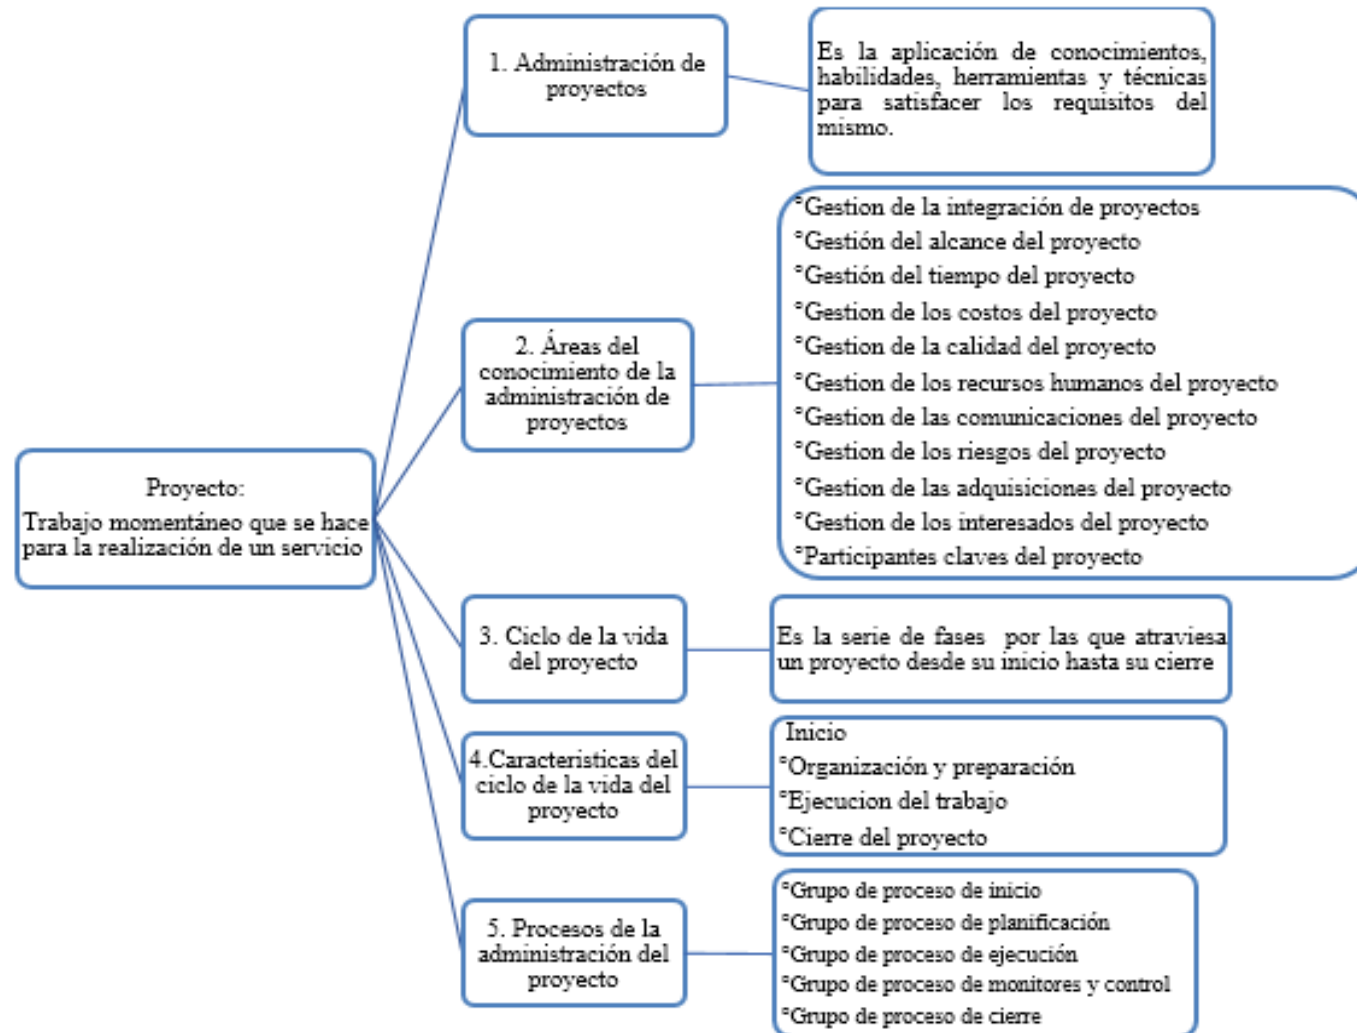 Proyecto:
Trabajo momentáneo que se hace
para la realización de un servicio
1. Administración de
proyectos
Es la aplicación de conocimientos,
habilidades, herramientas y técnicas
para satisfacer los requisitos del
mismo.
2. Áreas del
conocimiento de la
administración de
proyectos
°Gestion de la integración de proyectos
°Gestión del alcance del proyecto
°Gestión del tiempo del proyecto
°Gestion de los costos del proyecto
°Gestion de la calidad del proyecto
°Gestion de los recursos humanos del proyecto
°Gestion de las comunicaciones del proyecto
°Gestion de los riesgos del proyecto
°Gestion de las adquisiciones del proyecto
°Gestion de los interesados del proyecto
°Participantes claves del proyecto
3. Ciclo de la vida
del proyecto
Es la serie de fases por las que atraviesa
un proyecto desde su inicio hasta su cierre
4.Caracteristicas del
ciclo de la vida del
proyecto
Inicio
°Organización y preparación
°Ejecucion del trabajo
°Cierre del proyecto
5. Procesos de la
administración del
proyecto
°Grupo de proceso de inicio
°Grupo de proceso de planificación
°Grupo de proceso de ejecución
°Grupo de proceso de monitores y control
°Grupo de proceso de cierre